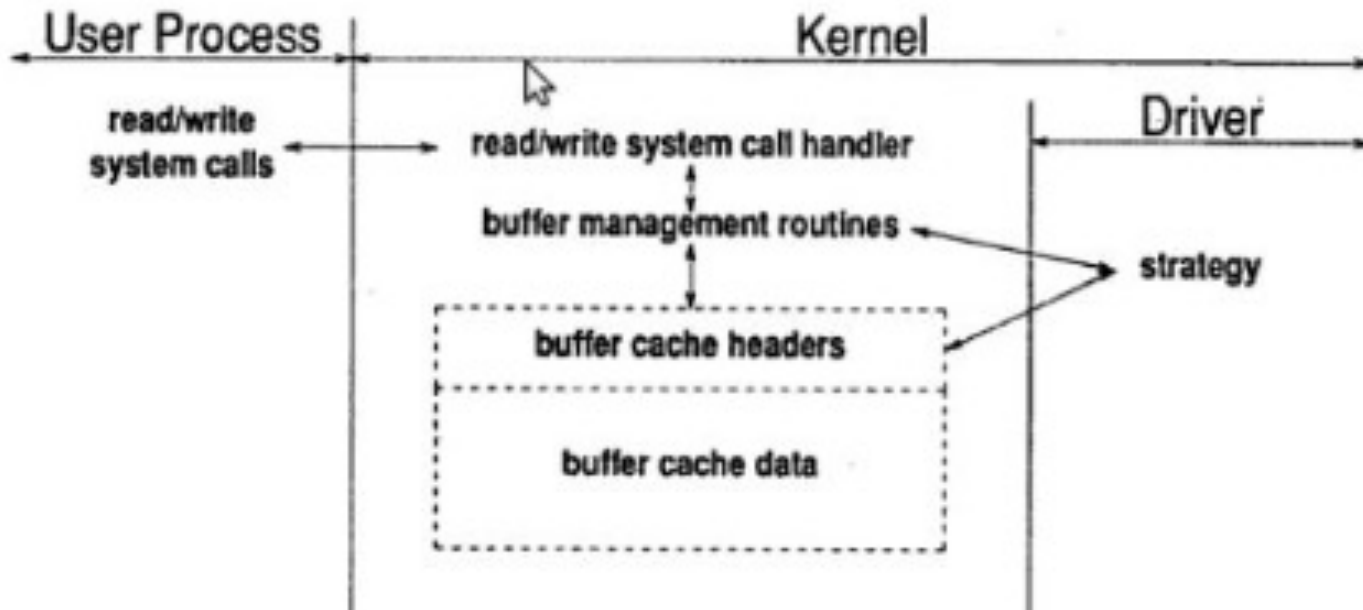 User Process
Kernel
Driver
read/write
system calls
read/write system call handler
buffer management routines
strategy
buffer cache headers
buffer cache data